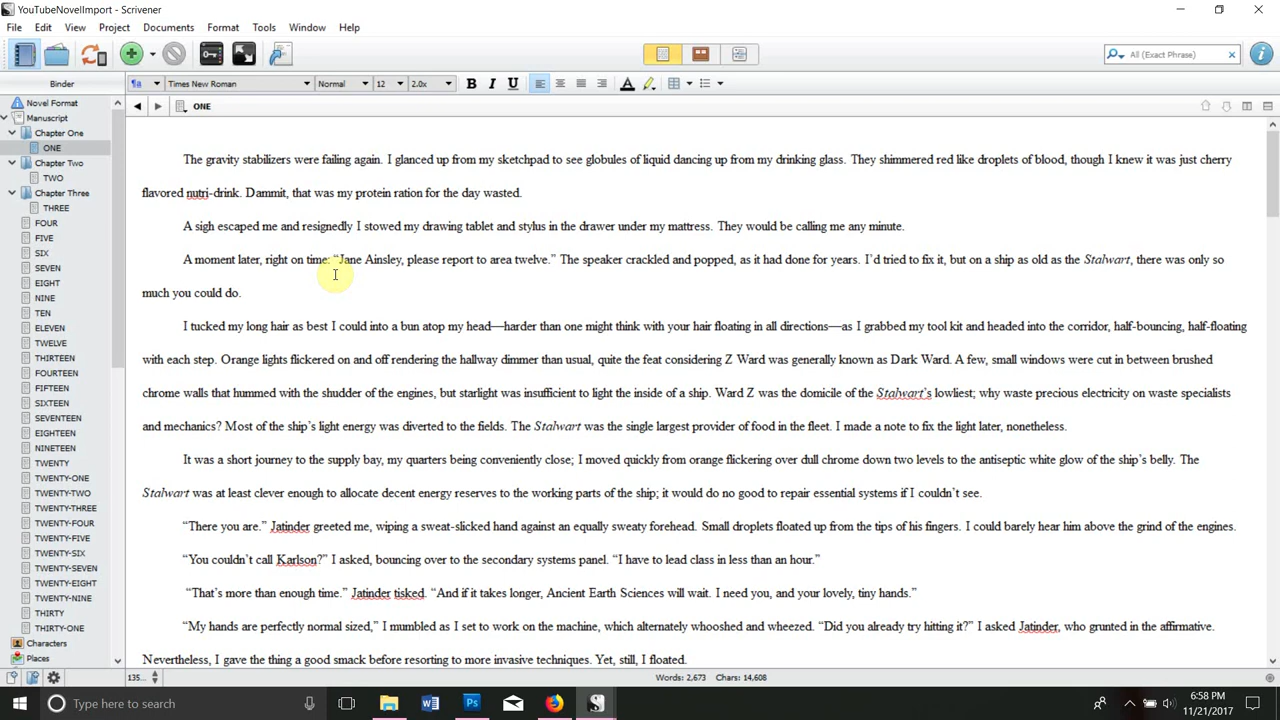 YouTubeNovelImport - Scrivener
File Edit View Project Documents Format Tools Window Help
All (Exact Phrase)
Binder
Times New Roman Normal 12 2.0x B I U A
ONE
Novel Format
Manuscript
Chapter One
ONE
Chapter Two
TWO
Chapter Three
THREE
FOUR
FIVE
SIX
SEVEN
EIGHT
NINE
TEN
ELEVEN
TWELVE
THIRTEEN
FOURTEEN
FIFTEEN
SIXTEEN
SEVENTEEN
EIGHTEEN
NINETEEN
TWENTY
TWENTY-ONE
TWENTY-TWO
TWENTY-THREE
TWENTY-FOUR
TWENTY-FIVE
TWENTY-SIX
TWENTY-SEVEN
TWENTY-EIGHT
TWENTY-NINE
THIRTY
THIRTY-ONE
Characters
Places
The gravity stabilizers were failing again. I glanced up from my sketchpad to see globules of liquid dancing up from my drinking glass. They shimmered red like droplets of blood, though I knew it was just cherry
flavored nutri-drink. Dammit, that was my protein ration for the day wasted.
A sigh escaped me and resignedly I stowed my drawing tablet and stylus in the drawer under my mattress. They would be calling me any minute.
A moment later, right on time: “Jane Ainsley, please report to area twelve.” The speaker crackled and popped, as it had done for years. I’d tried to fix it, but on a ship as old as the Stalwart, there was only so
much you could do.
I tucked my long hair as best I could into a bun atop my head—harder than one might think with your hair floating in all directions—as I grabbed my tool kit and headed into the corridor, half-bouncing, half-floating
with each step. Orange lights flickered on and off rendering the hallway dimmer than usual, quite the feat considering Z Ward was generally known as Dark Ward. A few, small windows were cut in between brushed
chrome walls that hummed with the shudder of the engines, but starlight was insufficient to light the inside of a ship. Ward Z was the domicile of the Stalwart’s lowliest; why waste precious electricity on waste specialists
and mechanics? Most of the ship’s light energy was diverted to the fields. The Stalwart was the single largest provider of food in the fleet. I made a note to fix the light later, nonetheless.
It was a short journey to the supply bay, my quarters being conveniently close; I moved quickly from orange flickering over dull chrome down two levels to the antiseptic white glow of the ship’s belly. The
Stalwart was at least clever enough to allocate decent energy reserves to the working parts of the ship; it would do no good to repair essential systems if I couldn’t see.
“There you are.” Jatinder greeted me, wiping a sweat-slicked hand against an equally sweaty forehead. Small droplets floated up from the tips of his fingers. I could barely hear him above the grind of the engines.
“You couldn’t call Karlson?” I asked, bouncing over to the secondary systems panel. “I have to lead class in less than an hour.”
“That’s more than enough time.” Jatinder tisked. “And if it takes longer, Ancient Earth Sciences will wait. I need you, and your lovely, tiny hands.”
“My hands are perfectly normal sized,” I mumbled as I set to work on the machine, which alternately whooshed and wheezed. “Did you already try hitting it?” I asked Jatinder, who grunted in the affirmative.
Nevertheless, I gave the thing a good smack before resorting to more invasive techniques. Yet, still, I floated.
135... Words: 2,673 Chars: 14,608
Type here to search
6:58 PM
11/21/2017